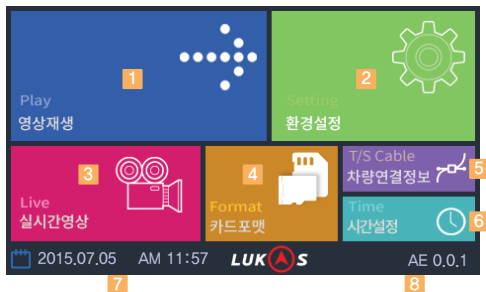 1
Play
영상재생
2
Setting
환경설정
3
Live
실시간영상
4
Format
카드포맷
T/S Cable
차량연결정보
5
Time
시간설정
6
2015.07.05 AM 11:57 LUKAS AE 0.0.1
7 8